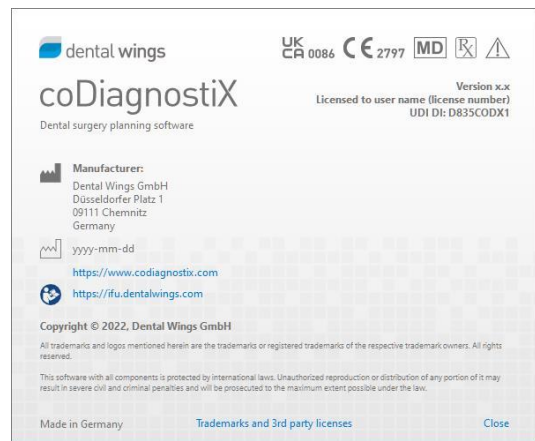 dental wings
UK CA 0086 CE 2797 MD Rx
coDiagnostiX
Version x.x
Licensed to user name (license number)
UDI DI: D835CODX1
Dental surgery planning software
Manufacturer:
Dental Wings GmbH
Düsseldorfer Platz 1
09111 Chemnitz
Germany
yyyy-mm-dd
https://www.codiagnostix.com
https://ifu.dentalwings.com
Copyright © 2022, Dental Wings GmbH
All trademarks and logos mentioned herein are the trademarks or registered trademarks of the respective trademark owners. All rights
reserved.
This software with all components is protected by international laws. Unauthorized reproduction or distribution of any portion of it may
result in severe civil and criminal penalties and will be prosecuted to the maximum extent possible under the law.
Made in Germany
Trademarks and 3rd party licenses
Close